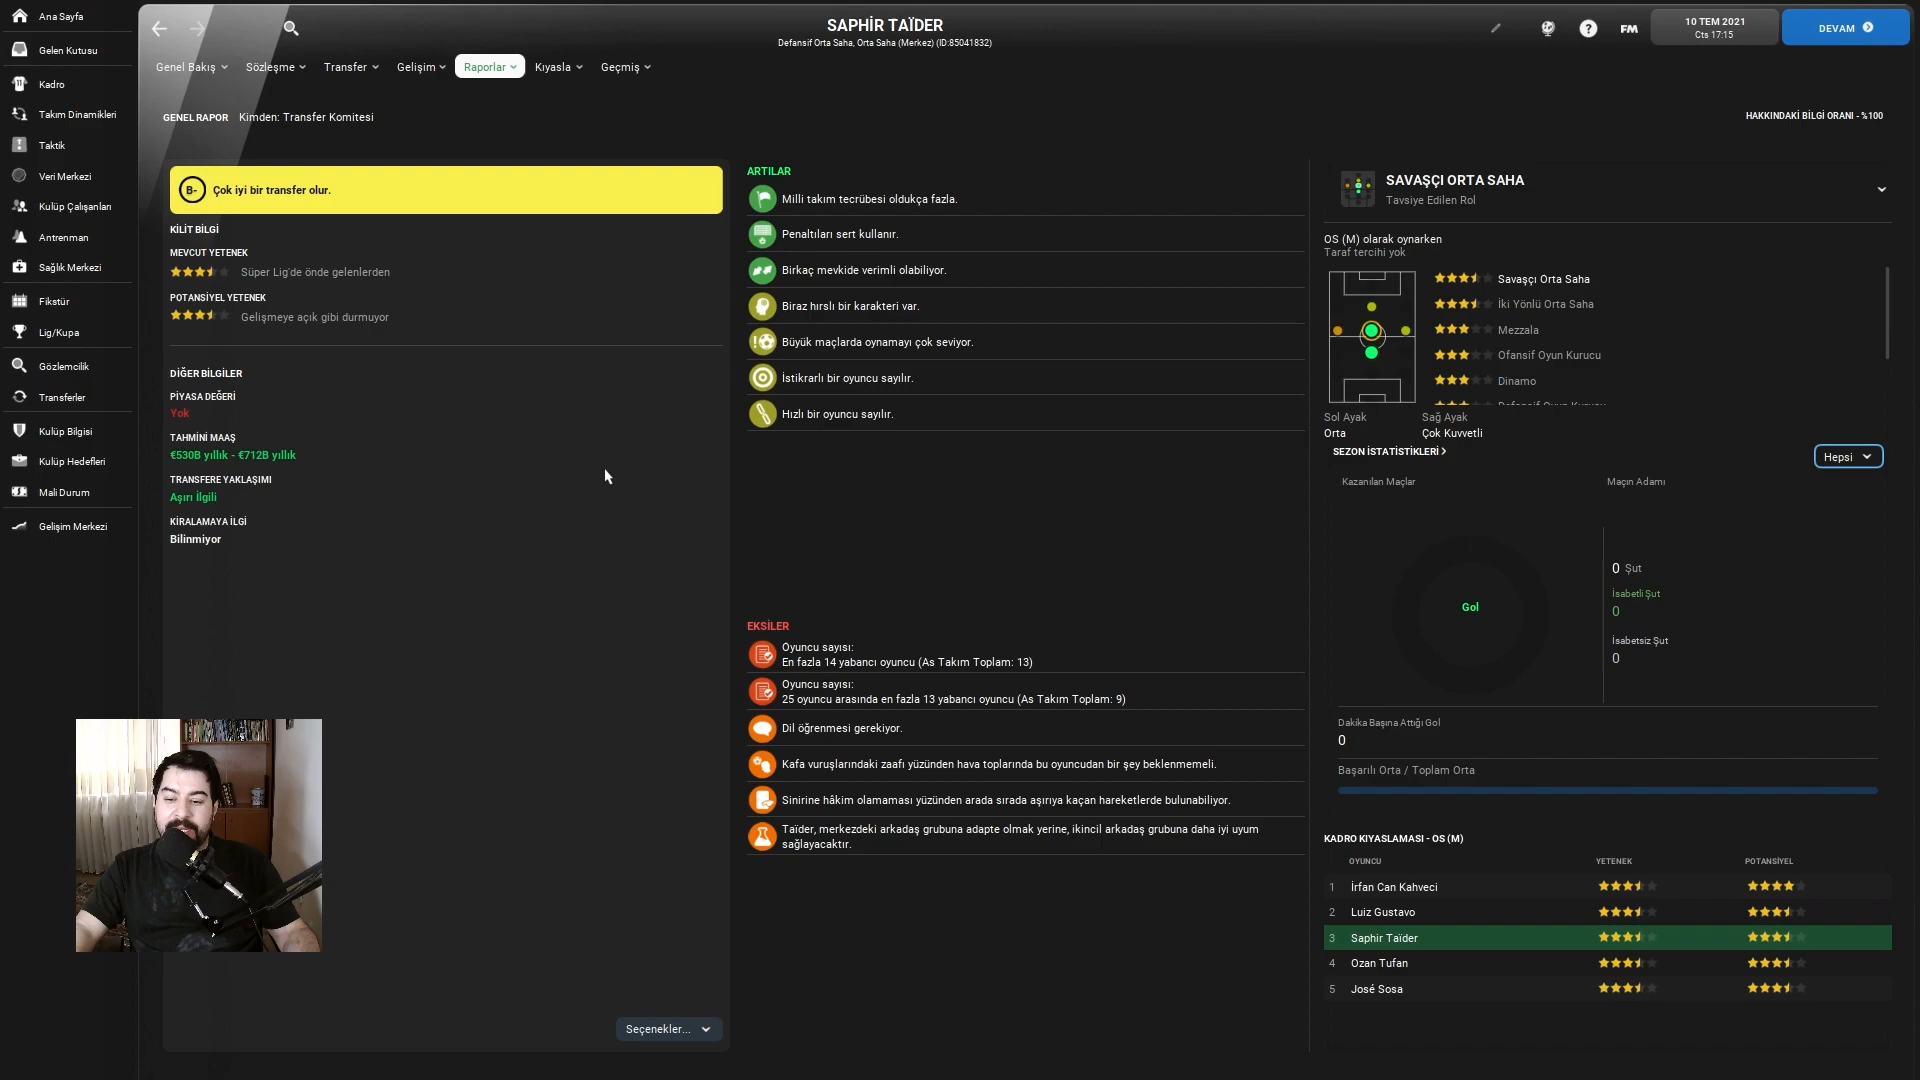 Ana Sayfa
Gelen Kutusu
Kadro
Takım Dinamikleri
Taktik
Veri Merkezi
Kulüp Çalışanları
Antrenman
Sağlık Merkezi
Fikstür
Lig/Kupa
Gözlemcilik
Transferler
Kulüp Bilgisi
Kulüp Hedefleri
Mali Durum
Gelişim Merkezi
SAPHİR TAÏDER
Defansif Orta Saha, Orta Saha (Merkez) (ID:85041832)
?
FM
10 TEM 2021
Cts 17:15
DEVAM
Genel Bakış
Sözleşme
Transfer
Gelişim
Raporlar
Kıyasla
Geçmiş
GENEL RAPOR Kimden: Transfer Komitesi
HAKKINDAKİ BİLGİ ORANI - %100
B- Çok iyi bir transfer olur.
KİLİT BİLGİ
MEVCUT YETENEK
Süper Lig'de önde gelenlerden
POTANSİYEL YETENEK
Gelişmeye açık gibi durmuyor
DİĞER BİLGİLER
PİYASA DEĞERİ
Yok
TAHMİNİ MAAŞ
€530B yıllık - €712B yıllık
TRANSFERE YAKLAŞIMI
Aşırı İlgili
KİRALAMAYA İLGİ
Bilinmiyor
Seçenekler...
ARTILAR
Milli takım tecrübesi oldukça fazla.
Penaltıları sert kullanır.
Birkaç mevkide verimli olabiliyor.
Biraz hırslı bir karakteri var.
Büyük maçlarda oynamayı çok seviyor.
İstikrarlı bir oyuncu sayılır.
Hızlı bir oyuncu sayılır.
EKSİLER
Oyuncu sayısı:
En fazla 14 yabancı oyuncu (As Takım Toplam: 13)
Oyuncu sayısı:
25 oyuncu arasında en fazla 13 yabancı oyuncu (As Takım Toplam: 9)
Dil öğrenmesi gerekiyor.
Kafa vuruşlarındaki zaafı yüzünden hava toplarında bu oyuncudan bir şey beklenmemeli.
Sinirine hâkim olamaması yüzünden arada sırada aşırıya kaçan hareketlerde bulunabiliyor.
Taïder, merkezdeki arkadaş grubuna adapte olmak yerine, ikincil arkadaş grubuna daha iyi uyum
sağlayacaktır.
SAVAŞÇI ORTA SAHA
Tavsiye Edilen Rol
OS (M) olarak oynarken
Taraf tercihi yok
Savaşçı Orta Saha
İki Yönlü Orta Saha
Mezzala
Ofansif Oyun Kurucu
Dinamo
Defansif Oyun Kurucu
Sol Ayak Sağ Ayak
Orta Çok Kuvvetli
SEZON İSTATİSTİKLERİ
Hepsi
Kazanılan Maçlar
Maçın Adamı
Gol
0 Şut
İsabetli Şut
0
İsabetsiz Şut
0
Dakika Başına Attığı Gol
0
Başarılı Orta / Toplam Orta
KADRO KIYASLAMASI - OS (M)
OYUNCU YETENEK POTANSİYEL
1 İrfan Can Kahveci
2 Luiz Gustavo
3 Saphir Taïder
4 Ozan Tufan
5 José Sosa